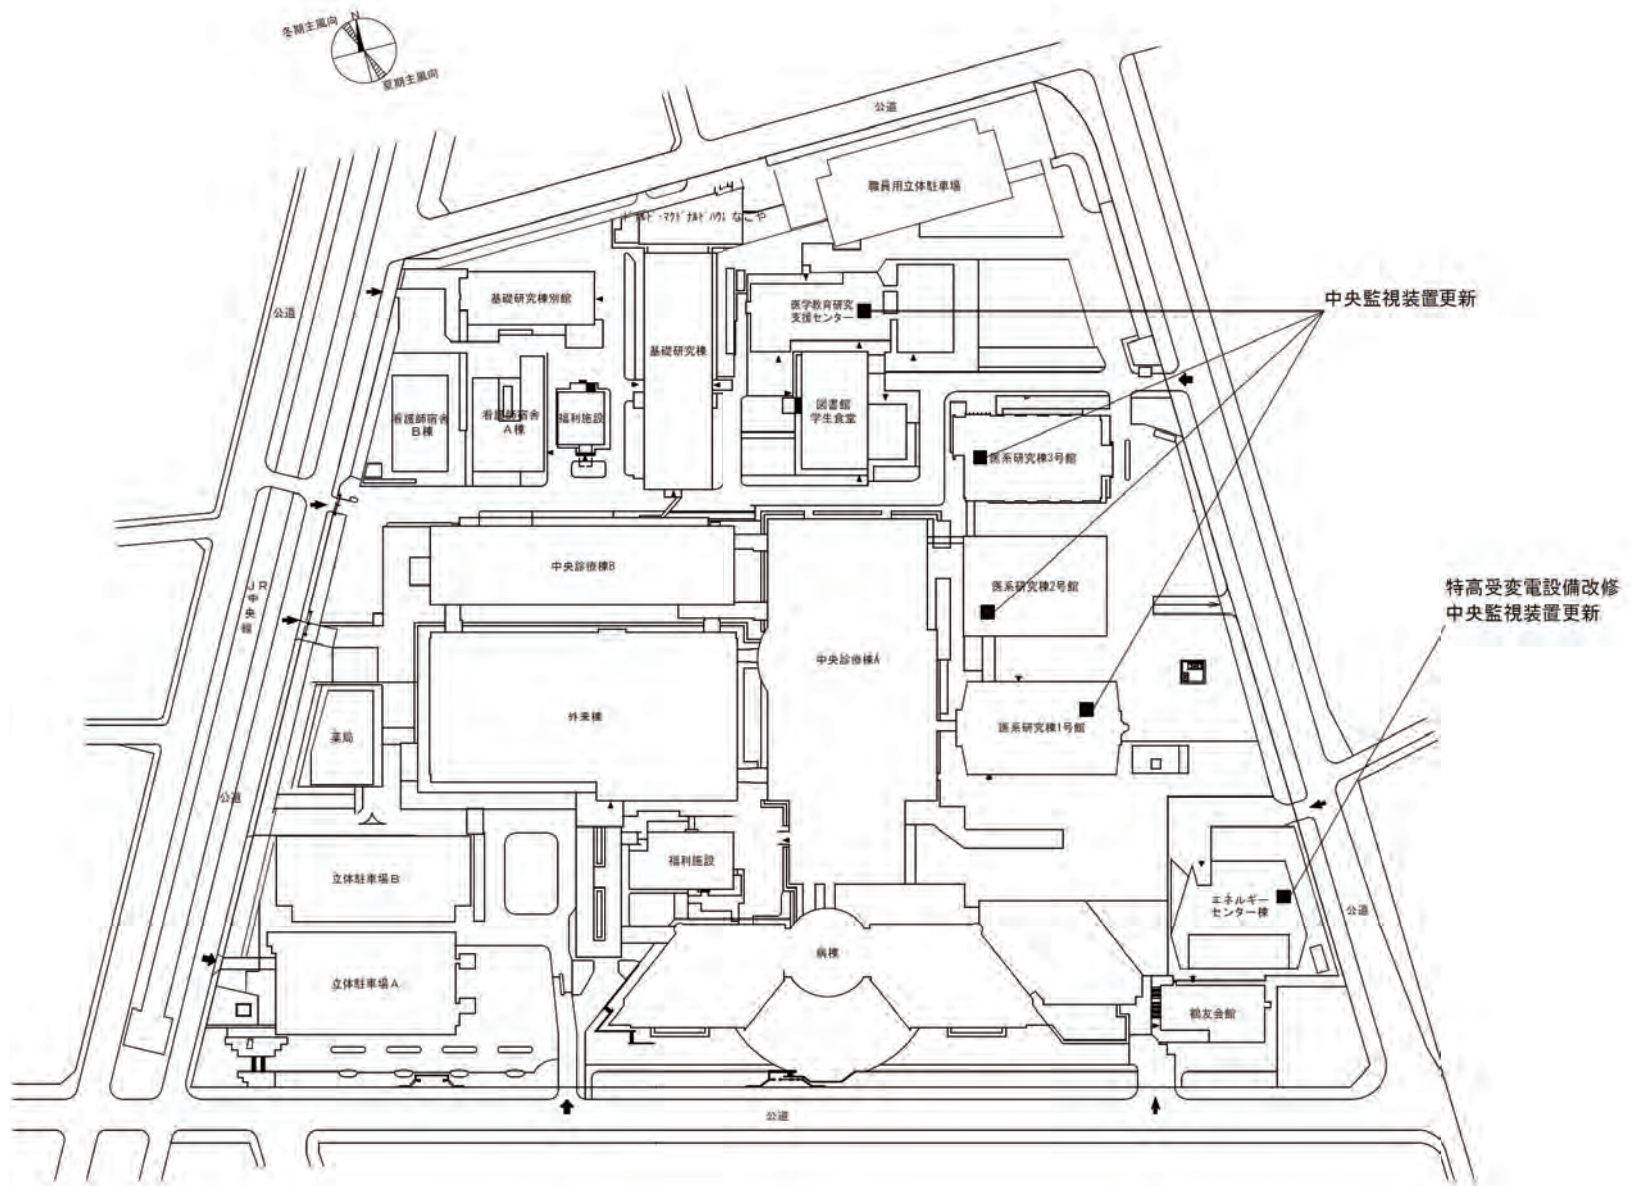 冬期主風向
N
夏期主風向
公道
職員用立体駐車場
なごや
基礎研究棟別館
医学教育研究
支援センター
中央監視装置更新
公道
基礎研究棟
看護師宿舎
B棟
看護師宿舎
A棟
福利施設
図書館
学生食堂
医系研究棟3号館
中央診療棟B
医系研究棟2号館
特高受変電設備改修
中央監視装置更新
JR
中央線
中央診療棟A
外来棟
医系研究棟1号館
薬局
公道
福利施設
立体駐車場B
エネルギー
センター棟
公道
病棟
立体駐車場A
鶴友会館
公道